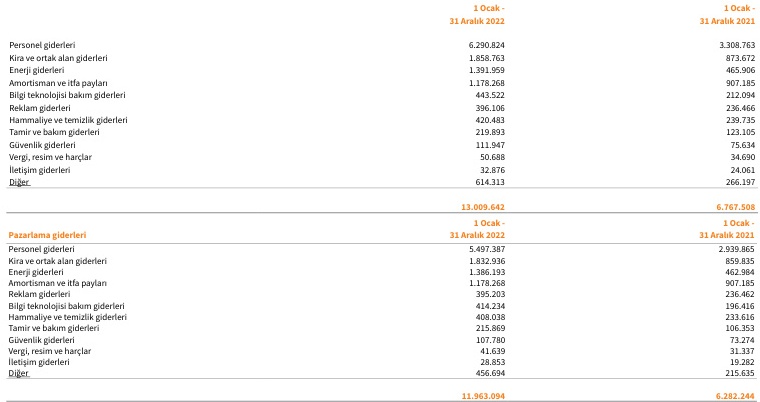 1 Ocak - 1 Ocak -
31 Aralık 2022 31 Aralık 2021
Personel giderleri 6.290.824 3.308.763
Kira ve ortak alan giderleri 1.858.763 873.672
Enerji giderleri 1.391.959 465.906
Amortisman ve itfa payları 1.178.268 907.185
Bilgi teknolojisi bakım giderleri 443.522 212.094
Reklam giderleri 396.106 236.466
Hammaliye ve temizlik giderleri 420.483 239.735
Tamir ve bakım giderleri 219.893 123.105
Güvenlik giderleri 111.947 75.634
Vergi, resim ve harçlar 50.688 34.690
İletişim giderleri 32.876 24.061
Diğer 614.313 266.197
13.009.642 6.767.508
1 Ocak - 1 Ocak -
Pazarlama giderleri 31 Aralık 2022 31 Aralık 2021
Personel giderleri 5.497.387 2.939.865
Kira ve ortak alan giderleri 1.832.936 859.835
Enerji giderleri 1.386.193 462.984
Amortisman ve itfa payları 1.178.268 907.185
Reklam giderleri 395.203 236.462
Bilgi teknolojisi bakım giderleri 414.234 196.416
Hammaliye ve temizlik giderleri 408.038 233.616
Tamir ve bakım giderleri 215.869 106.353
Güvenlik giderleri 107.780 73.274
Vergi, resim ve harçlar 41.639 31.337
İletişim giderleri 28.853 19.282
Diğer 456.694 215.635
11.963.094 6.282.244